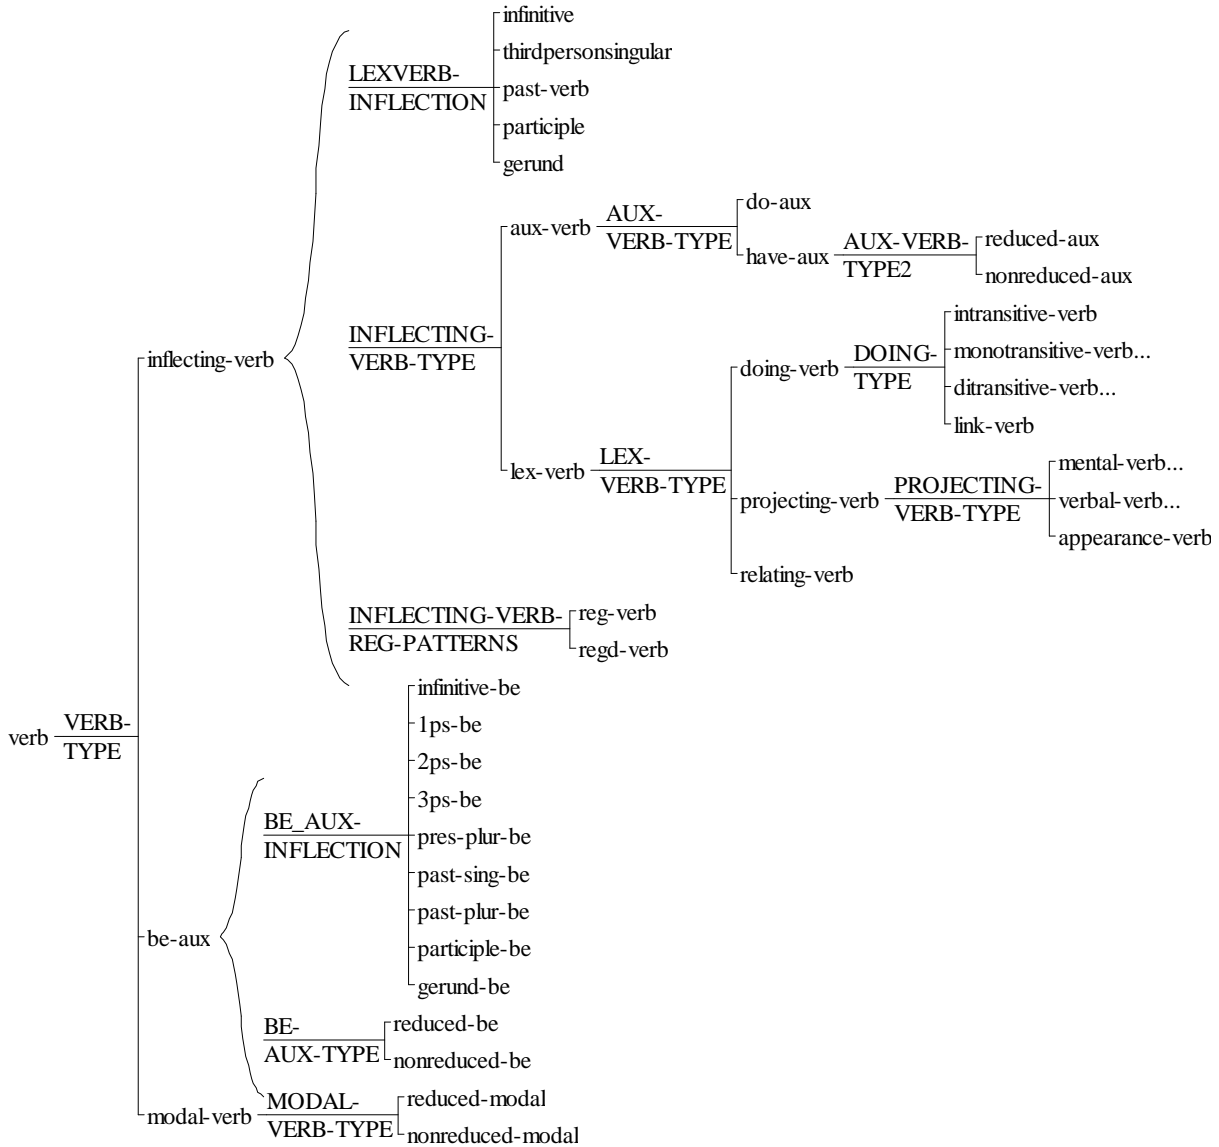 infinitive
thirdpersonsingular
LEXVERB-
INFLECTION
past-verb
participle
gerund
do-aux
aux-verb
AUX-
VERB-TYPE
have-aux
AUX-VERB-
TYPE2
reduced-aux
nonreduced-aux
inflecting-verb
INFLECTING-
VERB-TYPE
intransitive-verb
doing-verb
DOING-
TYPE
monotransitive-verb...
ditransitive-verb...
link-verb
lex-verb
LEX-
VERB-TYPE
projecting-verb
PROJECTING-
VERB-TYPE
mental-verb...
verbal-verb...
appearance-verb
relating-verb
INFLECTING-VERB-
REG-PATTERNS
reg-verb
regd-verb
verb
VERB-
TYPE
infinitive-be
1ps-be
2ps-be
3ps-be
BE_AUX-
INFLECTION
pres-plur-be
past-sing-be
past-plur-be
be-aux
participle-be
gerund-be
BE-
AUX-TYPE
reduced-be
nonreduced-be
modal-verb
MODAL-
VERB-TYPE
reduced-modal
nonreduced-modal